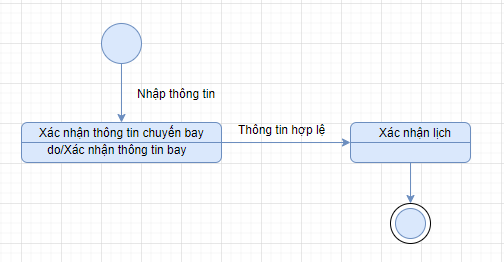 Nhập thông tin
Xác nhận thông tin chuyến bay
do/Xác nhận thông tin bay
Thông tin hợp lệ
Xác nhận lịch